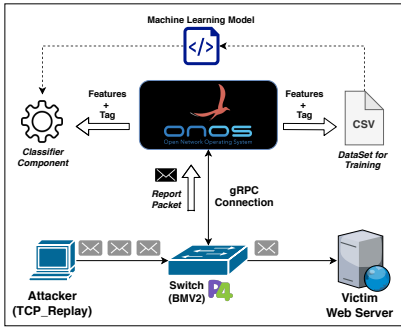 Machine Learning Model
</>
Features
+
Tag
Features
+
Tag
onos
Open Network Operating System
CSV
Classifier
Component
DataSet for
Training
Report
Packet
gRPC
Connection
Attacker
(TCP_Replay)
Switch
(BMV2)
P4
Victim
Web Server